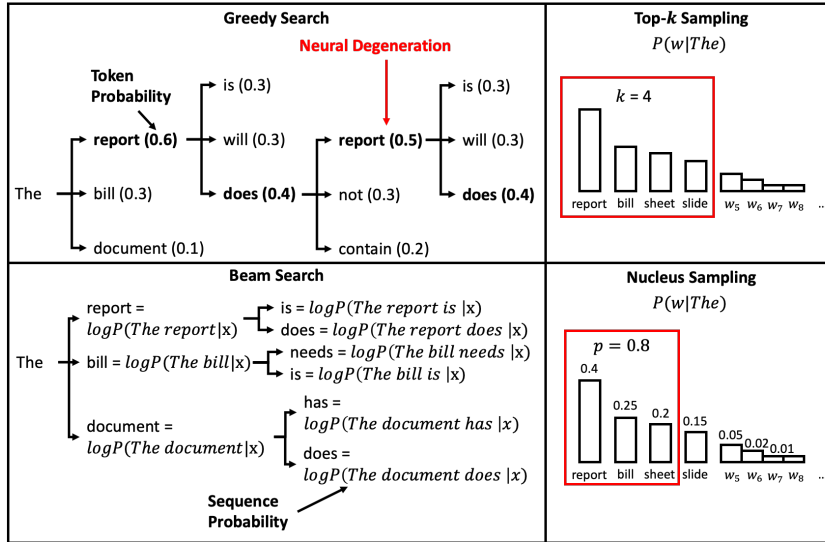 Greedy Search
Neural Degeneration
Token
Probability
The
report (0.6)
bill (0.3)
document (0.1)
is (0.3)
will (0.3)
does (0.4)
report (0.5)
not (0.3)
contain (0.2)
is (0.3)
will (0.3)
does (0.4)
Top-k Sampling
P(w|The)
k = 4
report bill sheet slide w₅ w₆ w₇ w₈ ..
Beam Search
The
report =
logP(The report|x)
is = logP(The report is |x)
does = logP(The report does |x)
bill = logP(The bill|x)
needs = logP(The bill needs |x)
is = logP(The bill is |x)
document =
logP(The document|x)
has =
logP(The document has |x)
does =
logP(The document does |x)
Sequence
Probability
Nucleus Sampling
P(w|The)
p = 0.8
0.4 0.25 0.2 0.15 0.05 0.02 0.01
report bill sheet slide w₅ w₆ w₇ w₈ ..